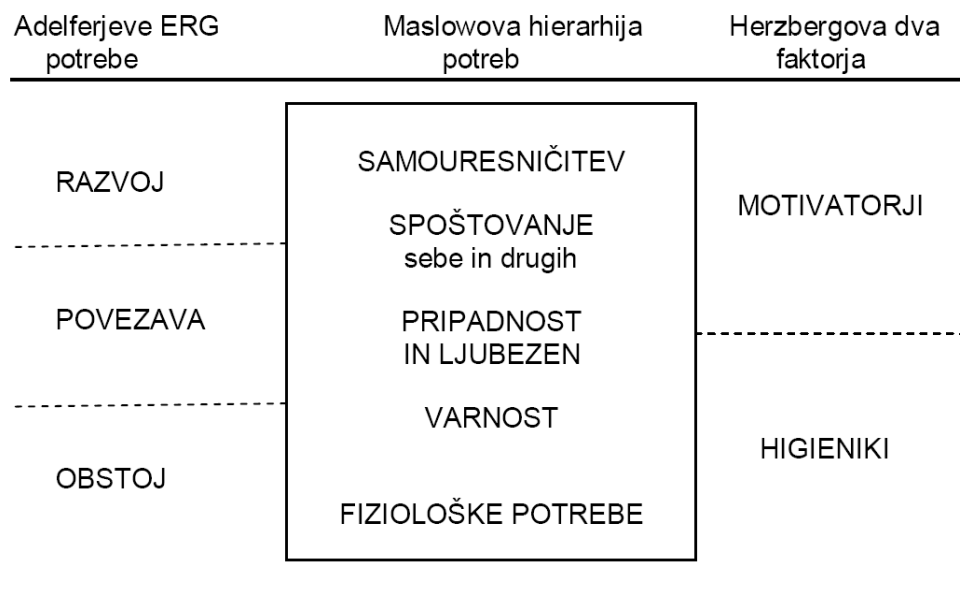 Adelferjeve ERG
potrebe
Maslowova hierarhija
potreb
Herzbergova dva
faktorja
RAZVOJ
POVEZAVA
OBSTOJ
SAMOURESNIČITEV
SPOŠTOVANJE
sebe in drugih
PRIPADNOST
IN LJUBEZEN
VARNOST
FIZIOLOŠKE POTREBE
MOTIVATORJI
HIGIENIKI